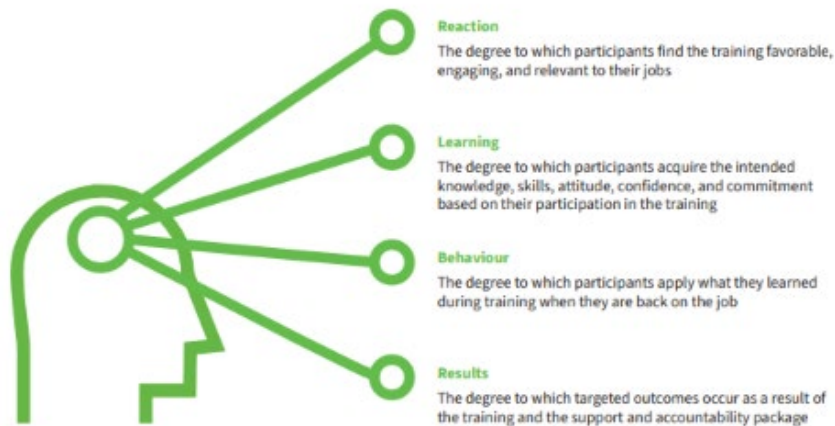 Reaction
The degree to which participants find the training favorable,
engaging, and relevant to their jobs
Learning
The degree to which participants acquire the intended
knowledge, skills, attitude, confidence, and commitment
based on their participation in the training
Behaviour
The degree to which participants apply what they learned
during training when they are back on the job
Results
The degree to which targeted outcomes occur as a result of
the training and the support and accountability package